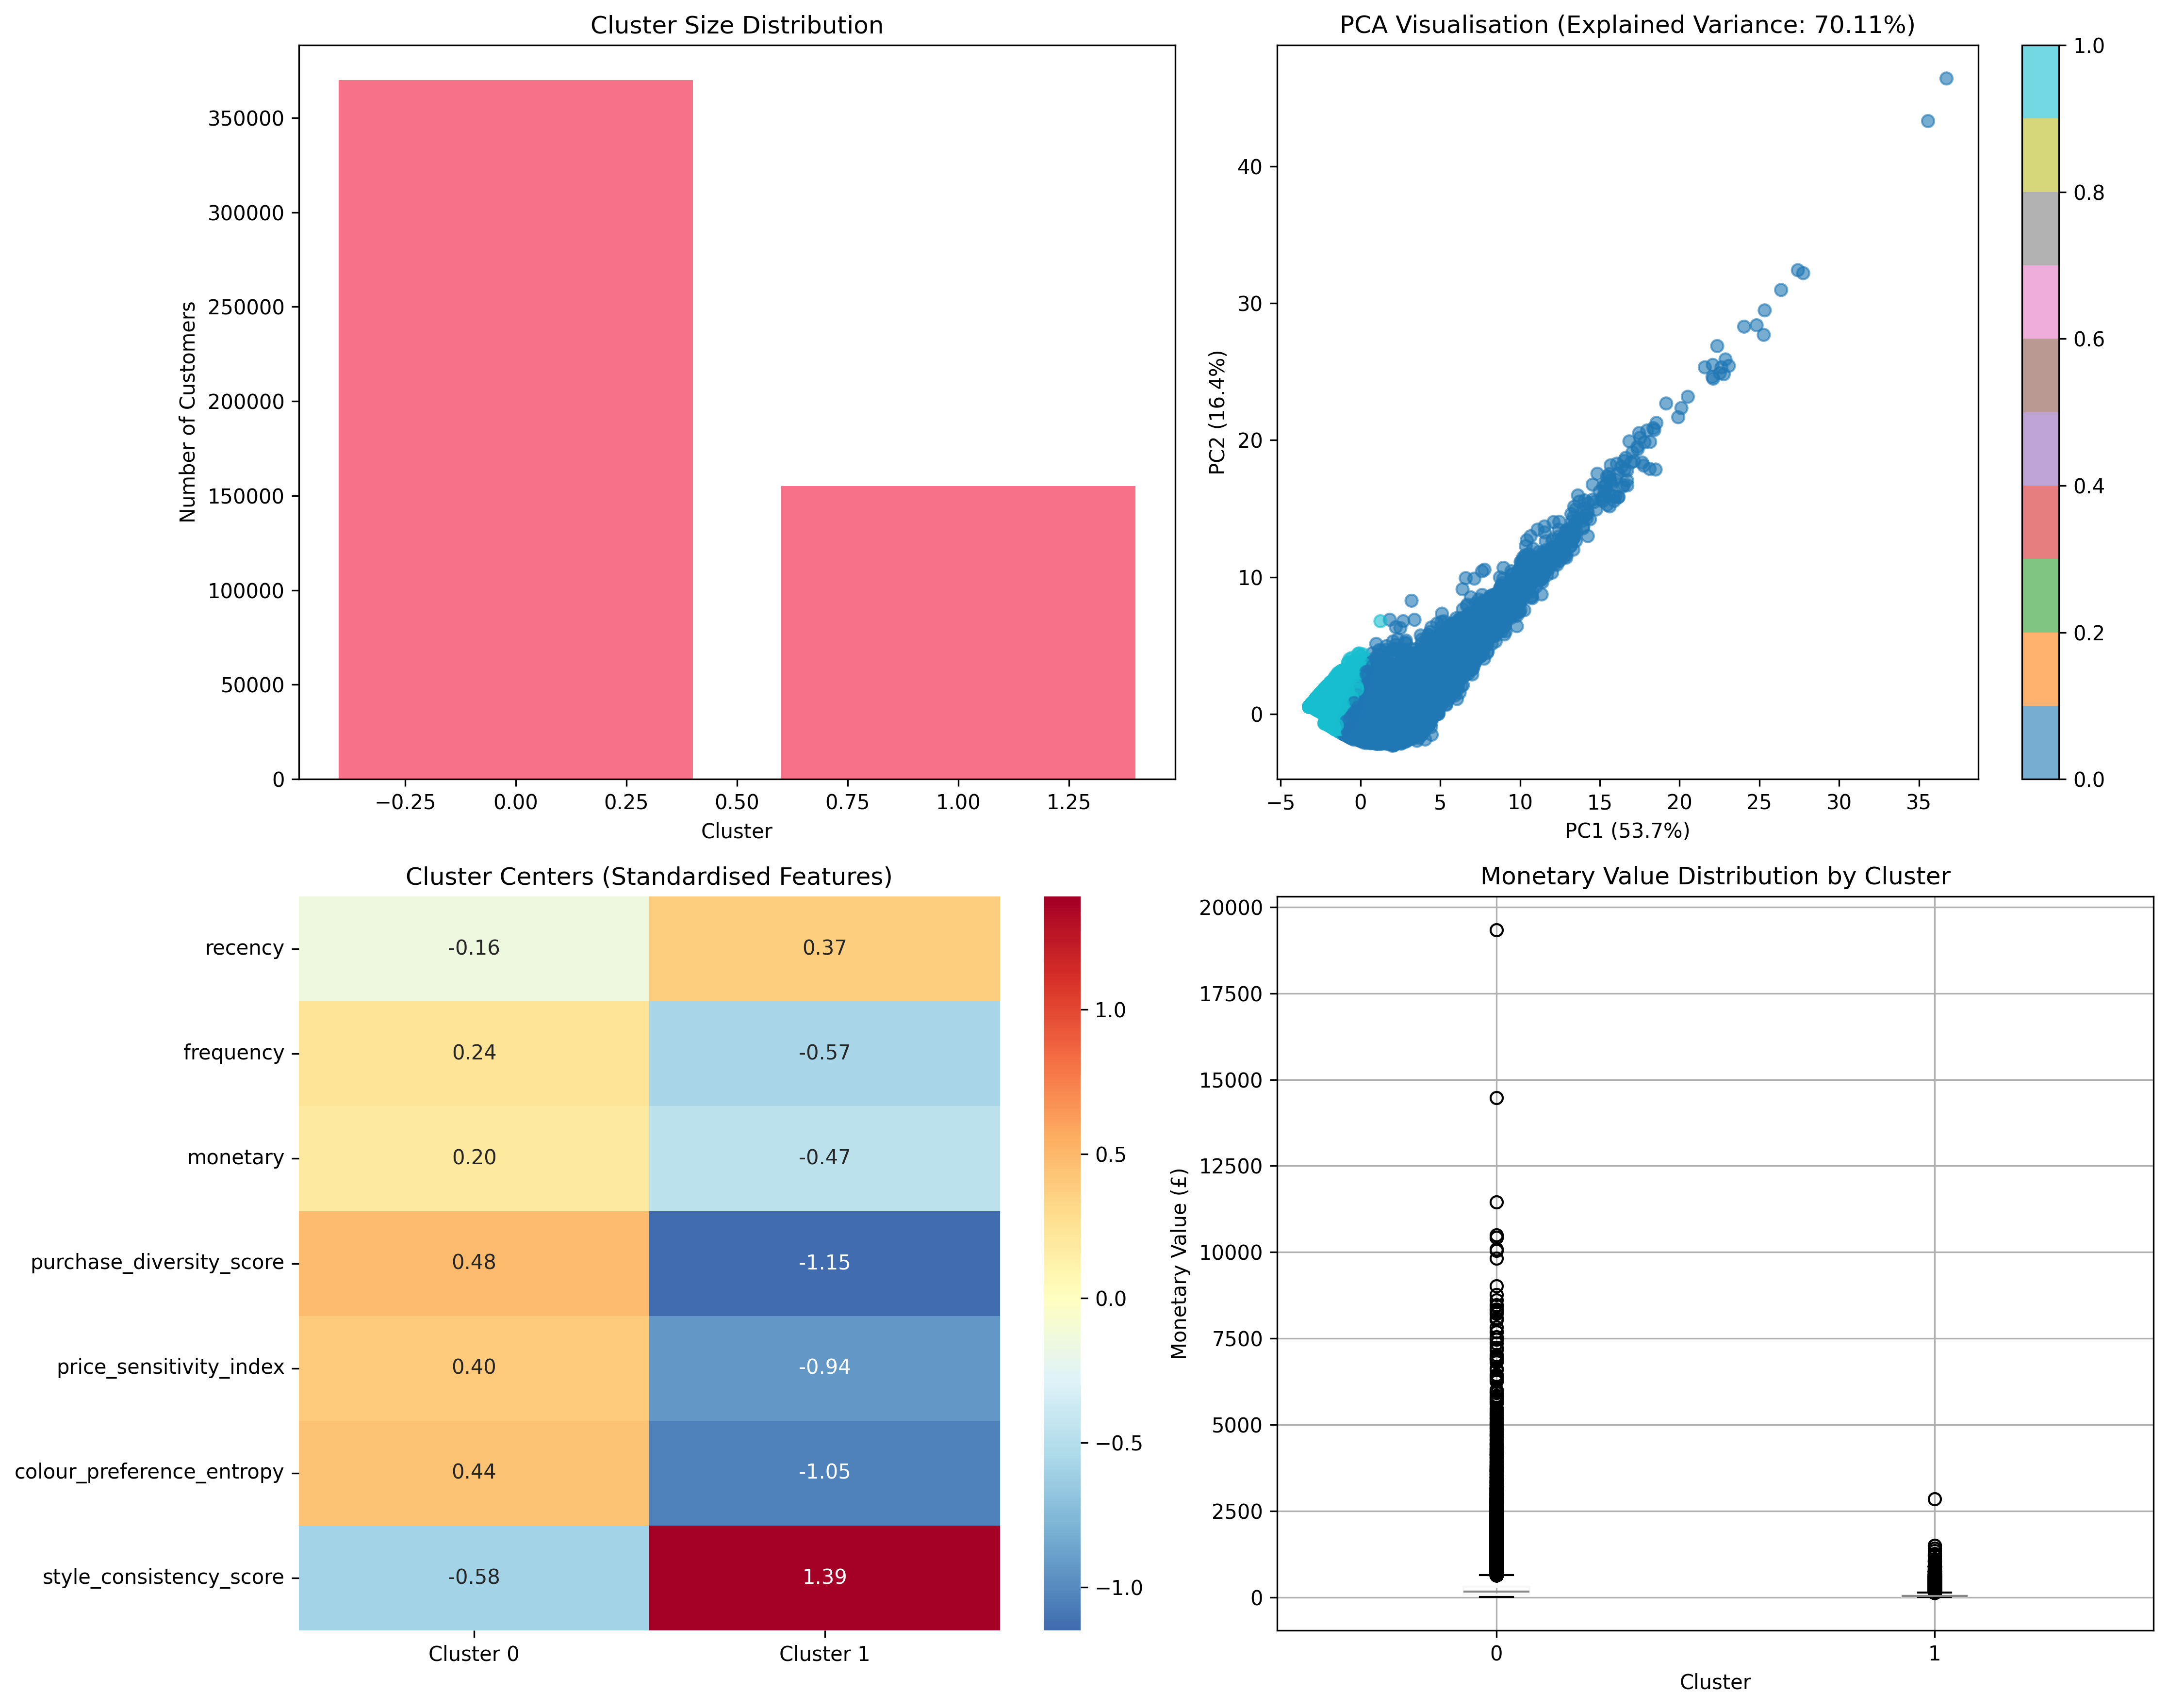 Cluster Size Distribution
350000
300000
250000
200000
150000
100000
50000
0
Number of Customers
−0.25 0.00 0.25 0.50 0.75 1.00 1.25
Cluster
PCA Visualisation (Explained Variance: 70.11%)
40
30
20
10
0
PC2 (16.4%)
−5 0 5 10 15 20 25 30 35
PC1 (53.7%)
1.0
0.8
0.6
0.4
0.2
0.0
Cluster Centers (Standardised Features)
recency -0.16 0.37
frequency 0.24 -0.57
monetary 0.20 -0.47
purchase_diversity_score 0.48 -1.15
price_sensitivity_index 0.40 -0.94
colour_preference_entropy 0.44 -1.05
style_consistency_score -0.58 1.39
Cluster 0 Cluster 1
1.0
0.5
0.0
−0.5
−1.0
Monetary Value Distribution by Cluster
20000
17500
15000
12500
10000
7500
5000
2500
0
Monetary Value (£)
0 1
Cluster